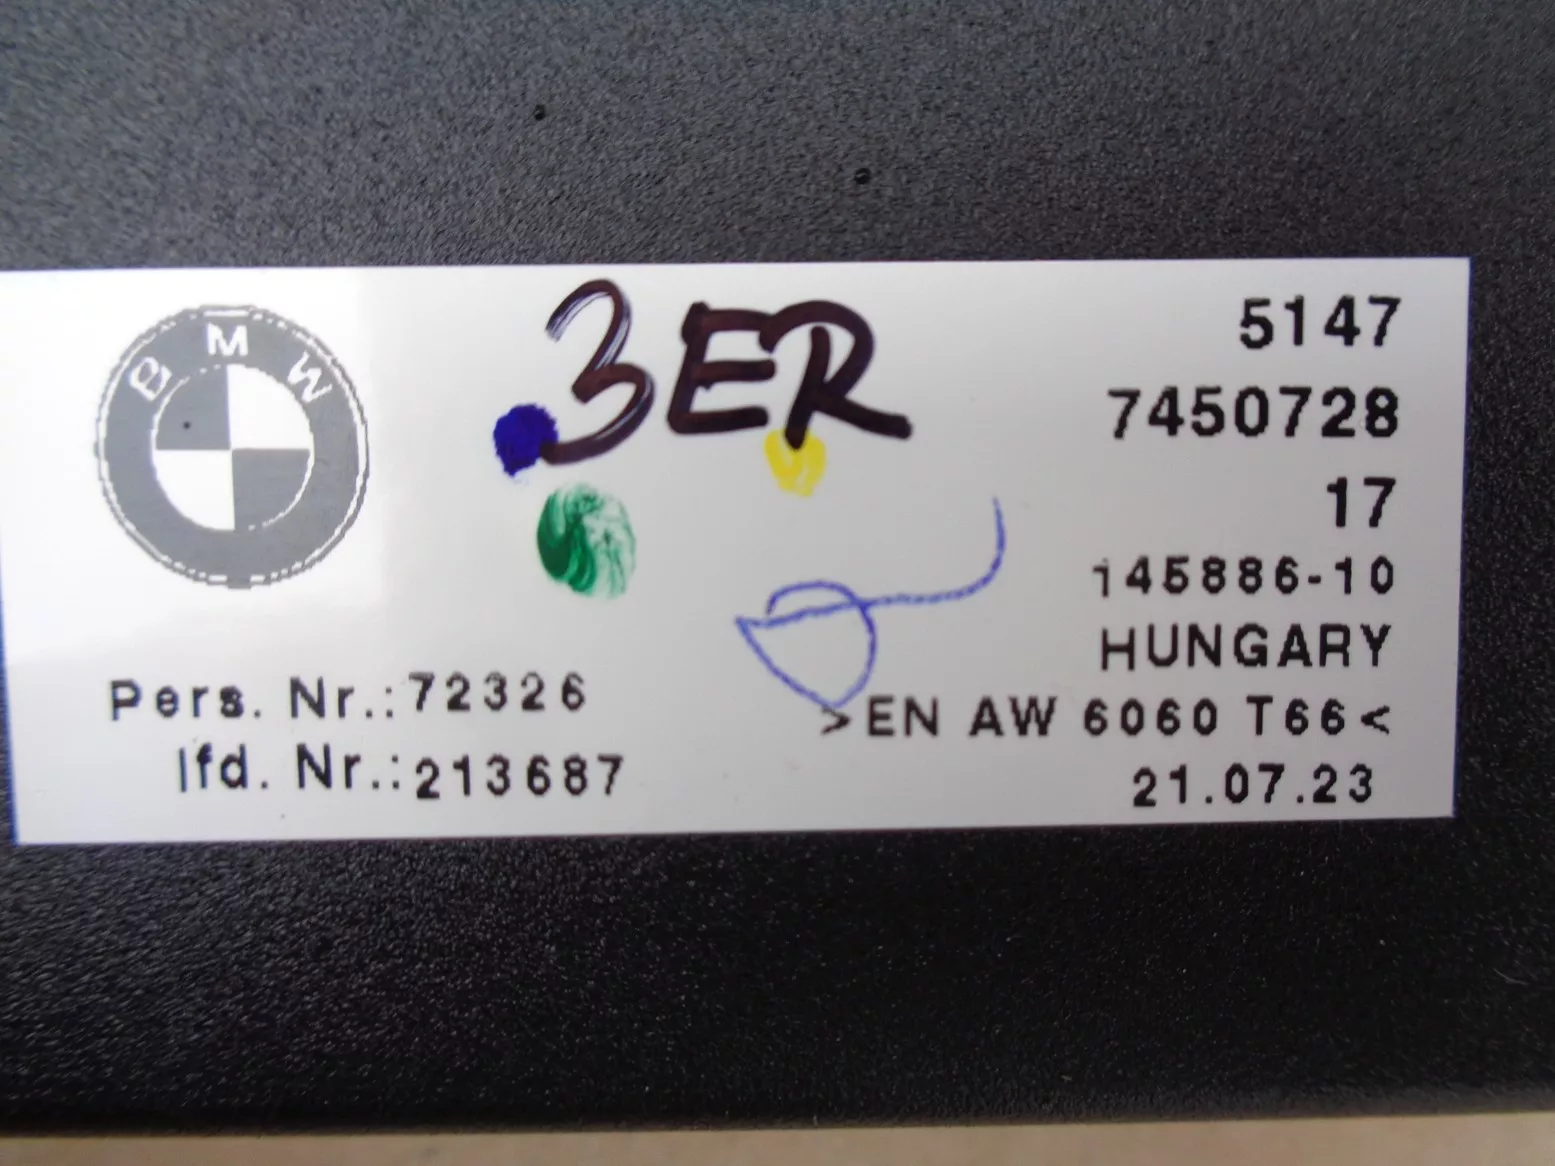 BMW
3ER
5147
7450728
17
145886-10
HUNGARY
Pers. Nr.:72326
>EN AW 6060 T66<
lfd. Nr.:213687
21.07.23